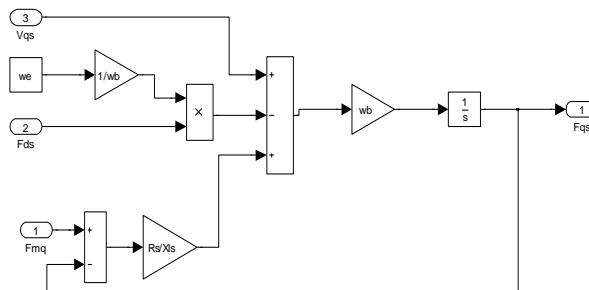 3
Vqs
we
1/wb
×
2
Fds
+
−
+
wb
1
s
1
Fqs
1
Fmq
+
−
Rs/Xls